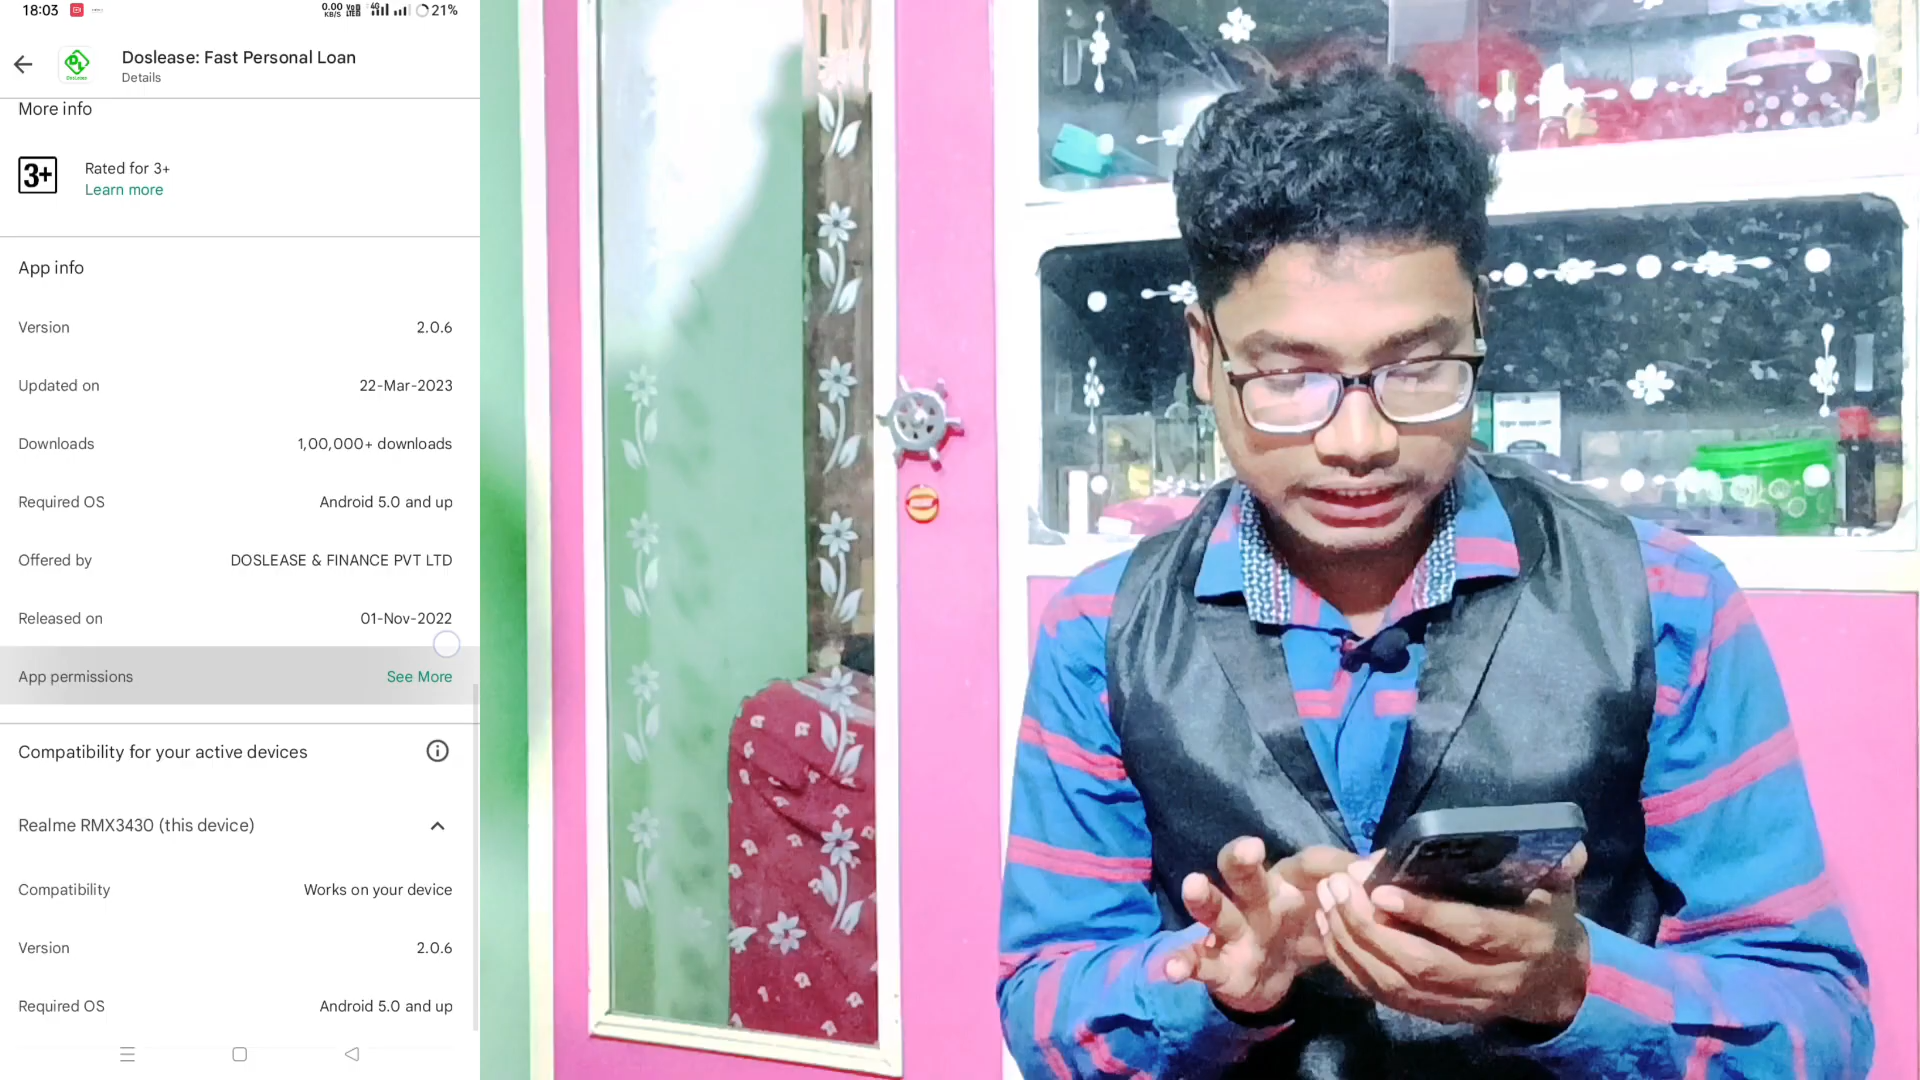 18:03
0.00 KB/S
4G
21%
Doslease: Fast Personal Loan
Details
More info
3+
Rated for 3+
Learn more
App info
Version 2.0.6
Updated on 22-Mar-2023
Downloads 1,00,000+ downloads
Required OS Android 5.0 and up
Offered by DOSLEASE & FINANCE PVT LTD
Released on 01-Nov-2022
App permissions See More
Compatibility for your active devices
Realme RMX3430 (this device)
Compatibility Works on your device
Version 2.0.6
Required OS Android 5.0 and up